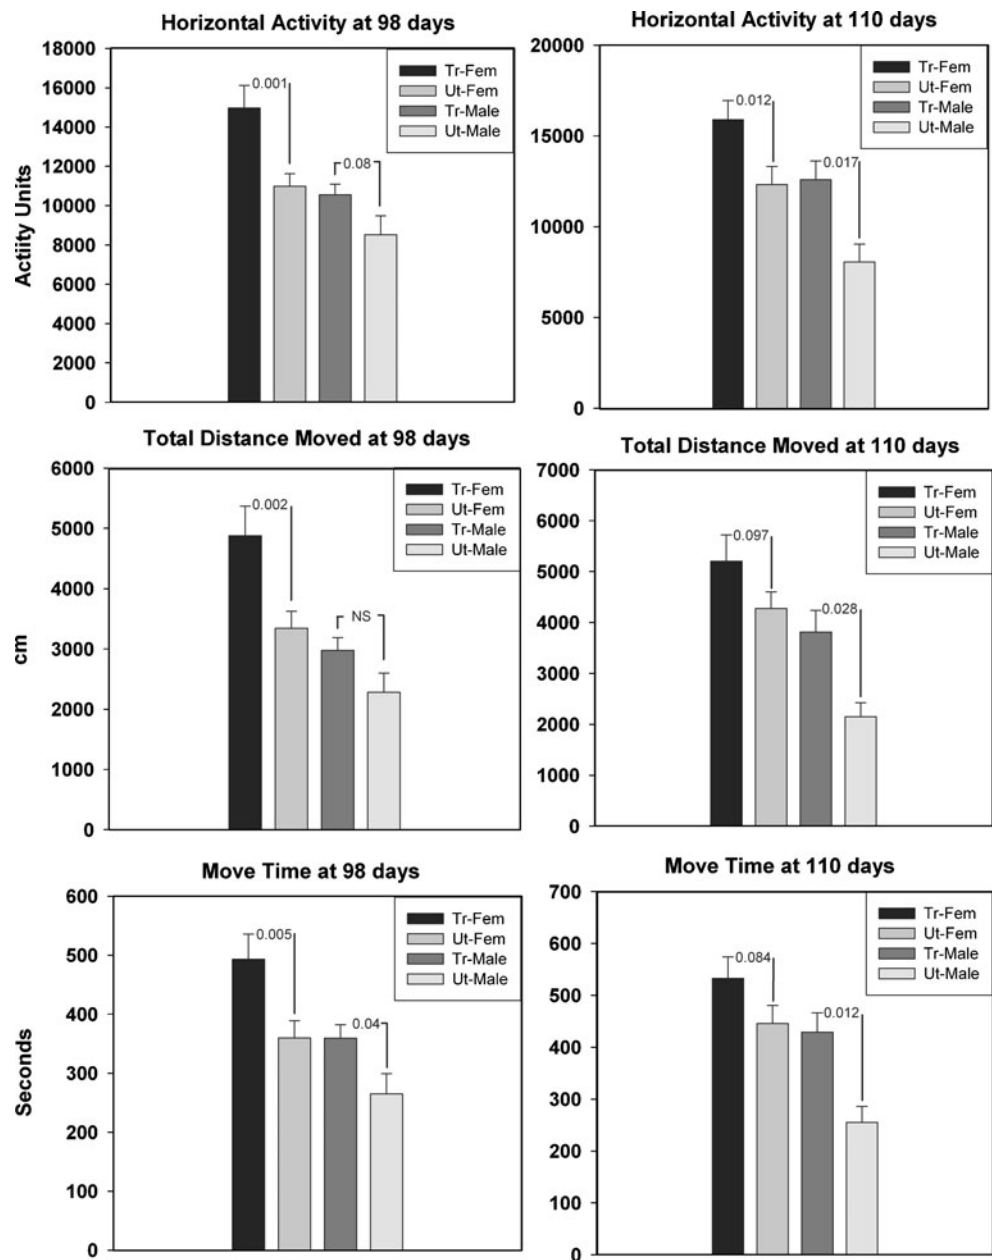 Horizontal Activity at 98 days
18000
16000
14000
12000
10000
8000
6000
4000
2000
0
Actiity Units
0.001
0.08
Tr-Fem
Ut-Fem
Tr-Male
Ut-Male
Horizontal Activity at 110 days
20000
15000
10000
5000
0
0.012
0.017
Tr-Fem
Ut-Fem
Tr-Male
Ut-Male
Total Distance Moved at 98 days
6000
5000
4000
3000
2000
1000
0
cm
0.002
NS
Tr-Fem
Ut-Fem
Tr-Male
Ut-Male
Total Distance Moved at 110 days
7000
6000
5000
4000
3000
2000
1000
0
0.097
0.028
Tr-Fem
Ut-Fem
Tr-Male
Ut-Male
Move Time at 98 days
600
500
400
300
200
100
0
Seconds
0.005
0.04
Tr-Fem
Ut-Fem
Tr-Male
Ut-Male
Move Time at 110 days
700
600
500
400
300
200
100
0
0.084
0.012
Tr-Fem
Ut-Fem
Tr-Male
Ut-Male